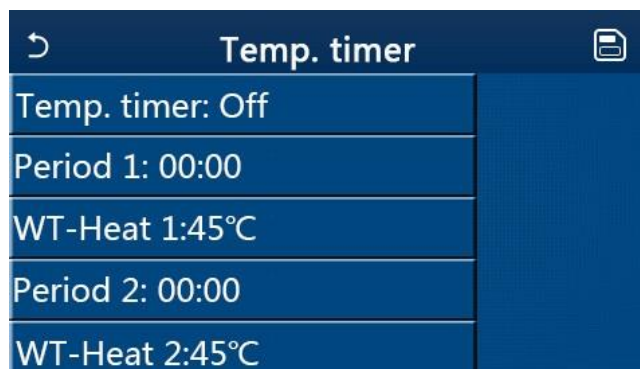 Temp. timer
Temp. timer: Off
Period 1: 00:00
WT-Heat 1:45℃
Period 2: 00:00
WT-Heat 2:45℃